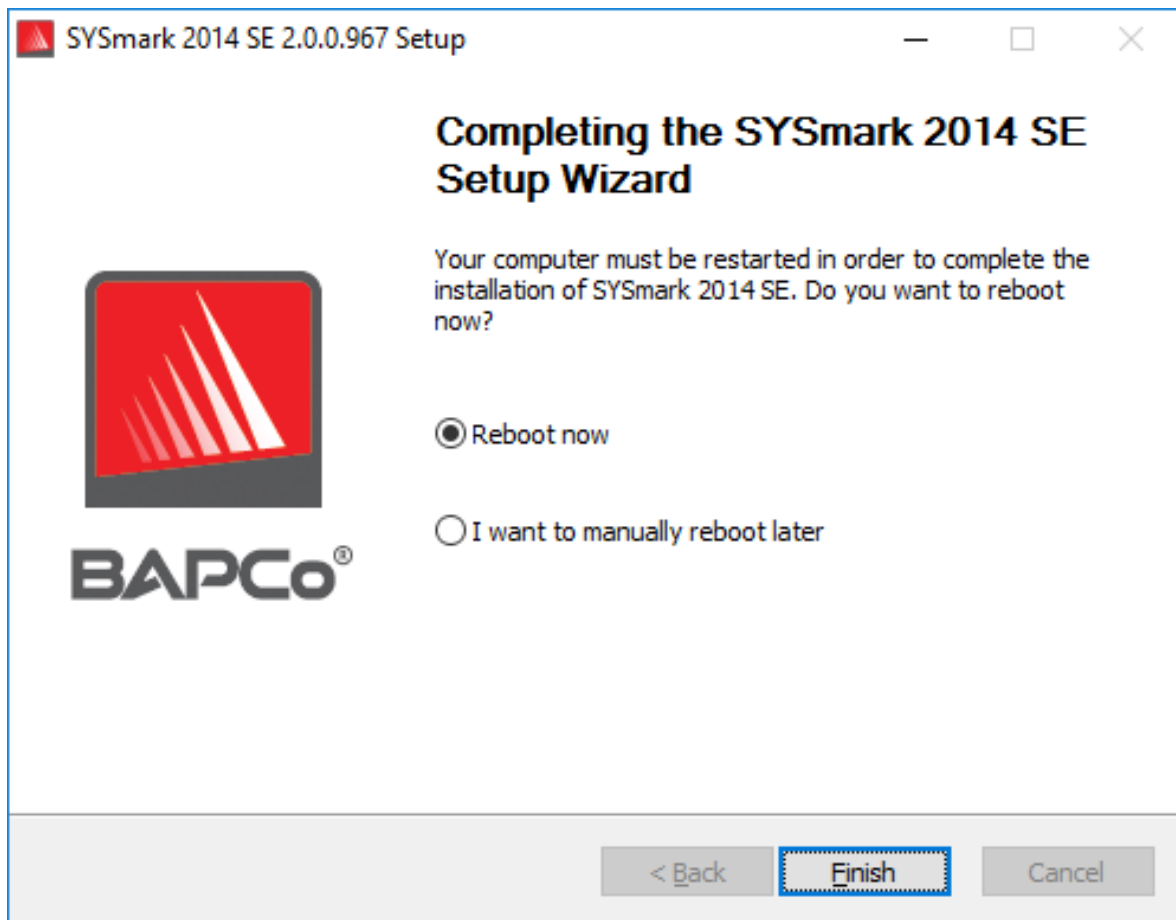 SYSmark 2014 SE 2.0.0.967 Setup
Completing the SYSmark 2014 SE
Setup Wizard
Your computer must be restarted in order to complete the
installation of SYSmark 2014 SE. Do you want to reboot
now?
Reboot now
I want to manually reboot later
BAPCo®
< Back
Finish
Cancel